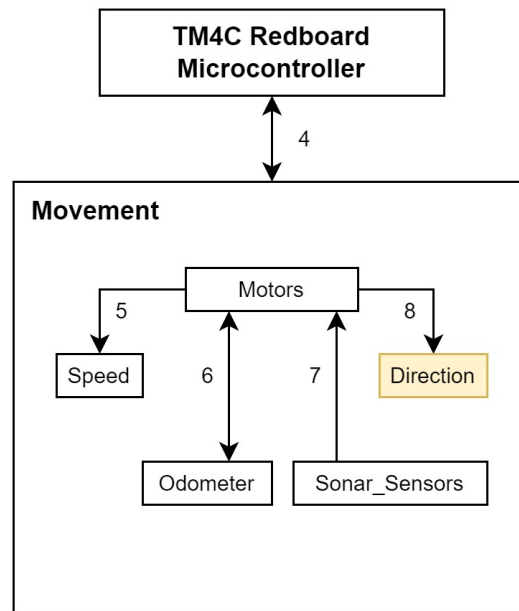 TM4C Redboard
Microcontroller
4
Movement
Motors
5
8
Speed
6
7
Direction
Odometer
Sonar_Sensors